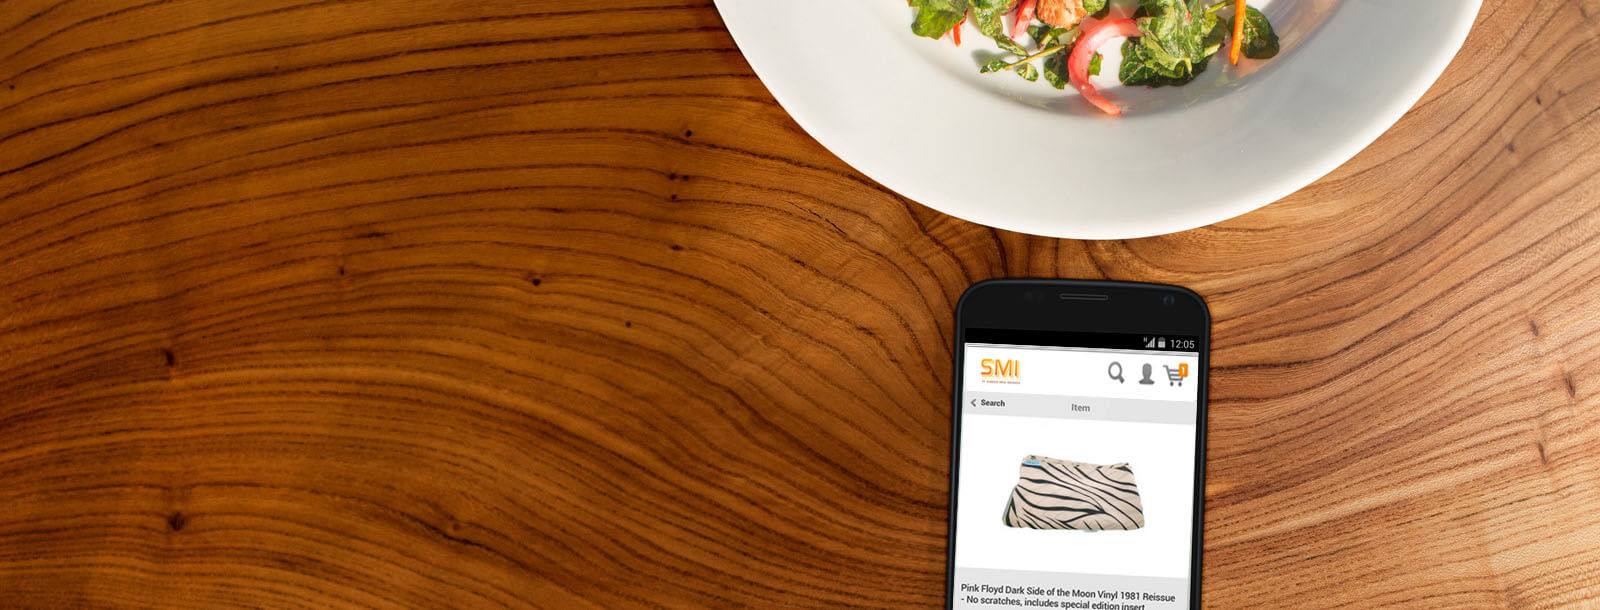 12:05
SMI
1
Search
Item
Pink Floyd Dark Side of the Moon Vinyl 1981 Reissue
- No scratches, includes special edition insert